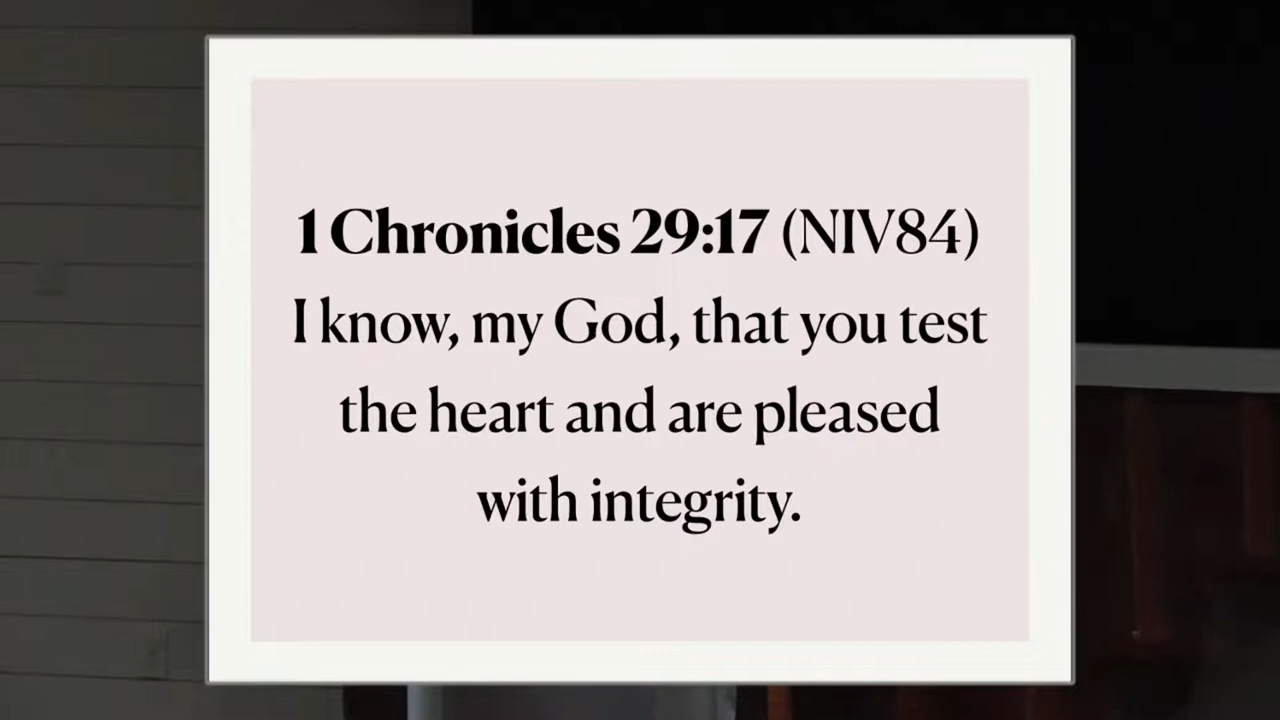 1 Chronicles 29:17 (NIV84)
I know, my God, that you test
the heart and are pleased
with integrity.